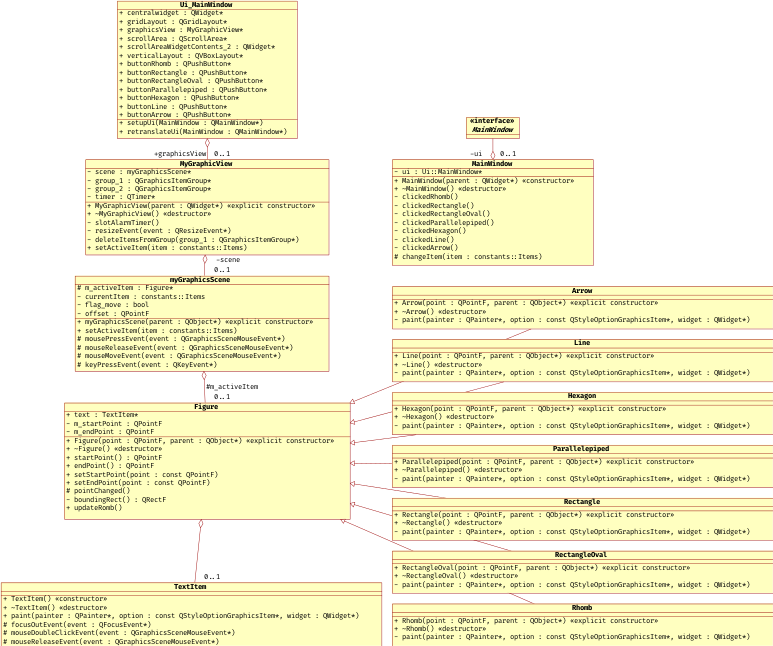 Ui_MainWindow
+ centralwidget : QWidget*
+ gridLayout : QGridLayout*
+ graphicsView : MyGraphicView*
+ scrollArea : QScrollArea*
+ scrollAreaWidgetContents_2 : QWidget*
+ verticalLayout : QVBoxLayout*
+ buttonRhomb : QPushButton*
+ buttonRectangle : QPushButton*
+ buttonRectangleOval : QPushButton*
+ buttonParallelepiped : QPushButton*
+ buttonHexagon : QPushButton*
+ buttonLine : QPushButton*
+ buttonArrow : QPushButton*
+ setupUi(MainWindow : QMainWindow*)
+ retranslateUi(MainWindow : QMainWindow*)
+graphicsView 0..1
MyGraphicView
- scene : myGraphicsScene*
- group_1 : QGraphicsItemGroup*
- group_2 : QGraphicsItemGroup*
- timer : QTimer*
+ MyGraphicView(parent : QWidget*) «explicit constructor»
+ ~MyGraphicView() «destructor»
- slotAlarmTimer()
- resizeEvent(event : QResizeEvent*)
- deleteItemsFromGroup(group_1 : QGraphicsItemGroup*)
+ setActiveItem(item : constants::Items)
-scene
0..1
myGraphicsScene
# m_activeItem : Figure*
- currentItem : constants::Items
- flag_move : bool
- offset : QPointF
+ myGraphicsScene(parent : QObject*) «explicit constructor»
+ setActiveItem(item : constants::Items)
# mousePressEvent(event : QGraphicsSceneMouseEvent*)
# mouseReleaseEvent(event : QGraphicsSceneMouseEvent*)
# mouseMoveEvent(event : QGraphicsSceneMouseEvent*)
# keyPressEvent(event : QKeyEvent*)
#m_activeItem
0..1
Figure
+ text : TextItem*
- m_startPoint : QPointF
- m_endPoint : QPointF
+ Figure(point : QPointF, parent : QObject*) «explicit constructor»
+ ~Figure() «destructor»
+ startPoint() : QPointF
+ endPoint() : QPointF
+ setStartPoint(point : const QPointF)
+ setEndPoint(point : const QPointF)
# pointChanged()
- boundingRect() : QRectF
+ updateRomb()
0..1
TextItem
+ TextItem() «constructor»
+ ~TextItem() «destructor»
+ paint(painter : QPainter*, option : const QStyleOptionGraphicsItem*, widget : QWidget*)
# focusOutEvent(event : QFocusEvent*)
# mouseDoubleClickEvent(event : QGraphicsSceneMouseEvent*)
# mouseReleaseEvent(event : QGraphicsSceneMouseEvent*)
«interface»
MainWindow
-ui 0..1
MainWindow
- ui : Ui::MainWindow*
+ MainWindow(parent : QWidget*) «constructor»
+ ~MainWindow() «destructor»
- clickedRhomb()
- clickedRectangle()
- clickedRectangleOval()
- clickedParallelepiped()
- clickedHexagon()
- clickedLine()
- clickedArrow()
# changeItem(item : constants::Items)
Arrow
+ Arrow(point : QPointF, parent : QObject*) «explicit constructor»
+ ~Arrow() «destructor»
- paint(painter : QPainter*, option : const QStyleOptionGraphicsItem*, widget : QWidget*)
Line
+ Line(point : QPointF, parent : QObject*) «explicit constructor»
+ ~Line() «destructor»
- paint(painter : QPainter*, option : const QStyleOptionGraphicsItem*, widget : QWidget*)
Hexagon
+ Hexagon(point : QPointF, parent : QObject*) «explicit constructor»
+ ~Hexagon() «destructor»
- paint(painter : QPainter*, option : const QStyleOptionGraphicsItem*, widget : QWidget*)
Parallelepiped
+ Parallelepiped(point : QPointF, parent : QObject*) «explicit constructor»
+ ~Parallelepiped() «destructor»
- paint(painter : QPainter*, option : const QStyleOptionGraphicsItem*, widget : QWidget*)
Rectangle
+ Rectangle(point : QPointF, parent : QObject*) «explicit constructor»
+ ~Rectangle() «destructor»
- paint(painter : QPainter*, option : const QStyleOptionGraphicsItem*, widget : QWidget*)
RectangleOval
+ RectangleOval(point : QPointF, parent : QObject*) «explicit constructor»
+ ~RectangleOval() «destructor»
- paint(painter : QPainter*, option : const QStyleOptionGraphicsItem*, widget : QWidget*)
Rhomb
+ Rhomb(point : QPointF, parent : QObject*) «explicit constructor»
+ ~Rhomb() «destructor»
- paint(painter : QPainter*, option : const QStyleOptionGraphicsItem*, widget : QWidget*)